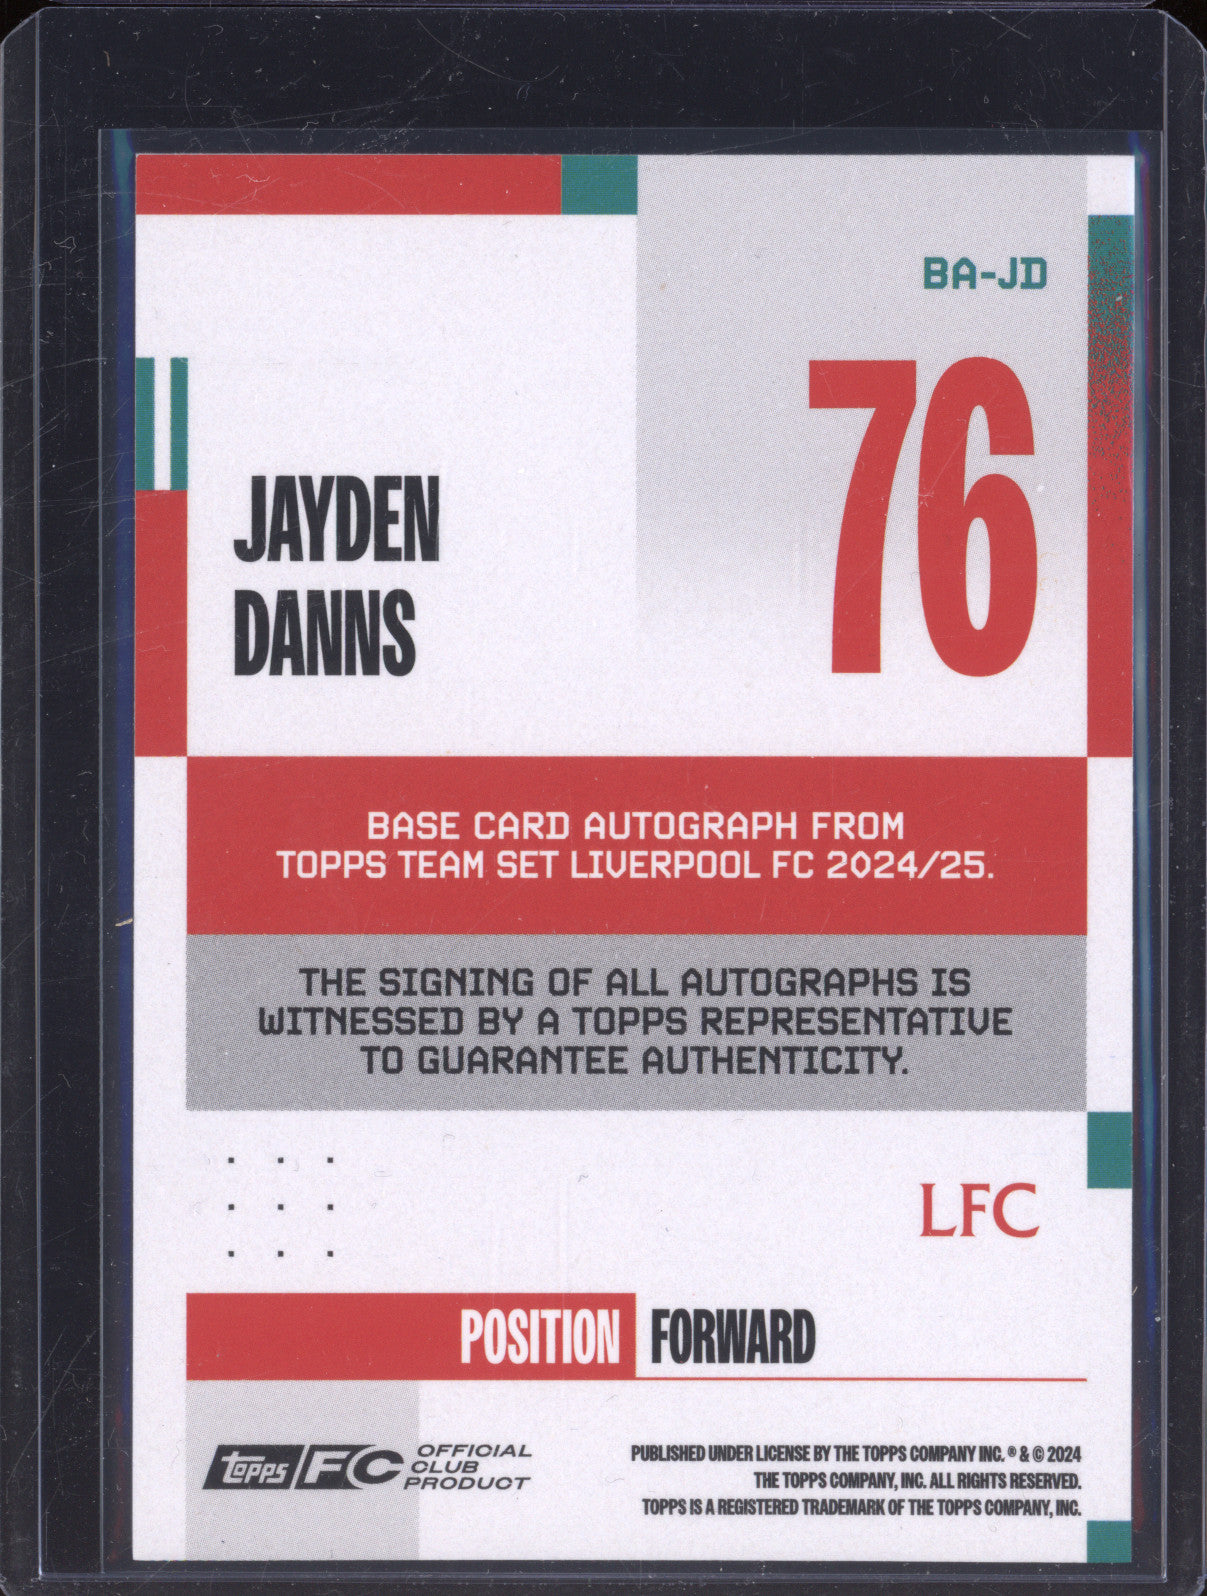 BA-JD
76
JAYDEN
DANNS
BASE CARD AUTOGRAPH FROM
TOPPS TEAM SET LIVERPOOL FC 2024/25.
THE SIGNING OF ALL AUTOGRAPHS IS
WITNESSED BY A TOPPS REPRESENTATIVE
TO GUARANTEE AUTHENTICITY.
LFC
POSITION FORWARD
topps FC OFFICIAL
CLUB
PRODUCT
PUBLISHED UNDER LICENSE BY THE TOPPS COMPANY INC. ® & © 2024
THE TOPPS COMPANY, INC. ALL RIGHTS RESERVED.
TOPPS IS A REGISTERED TRADEMARK OF THE TOPPS COMPANY, INC.